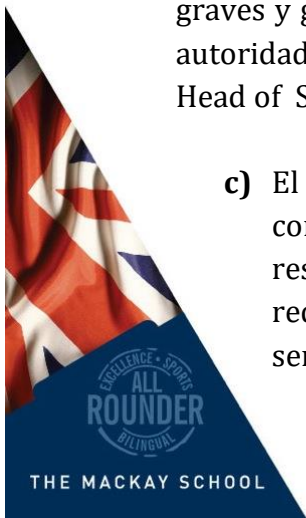 graves y g
autoridad
Head of S
c) El
co
res
rec
ser
EXCELLENCE • SPORTS
ALL
ROUNDER
BILINGUAL
THE MACKAY SCHOOL